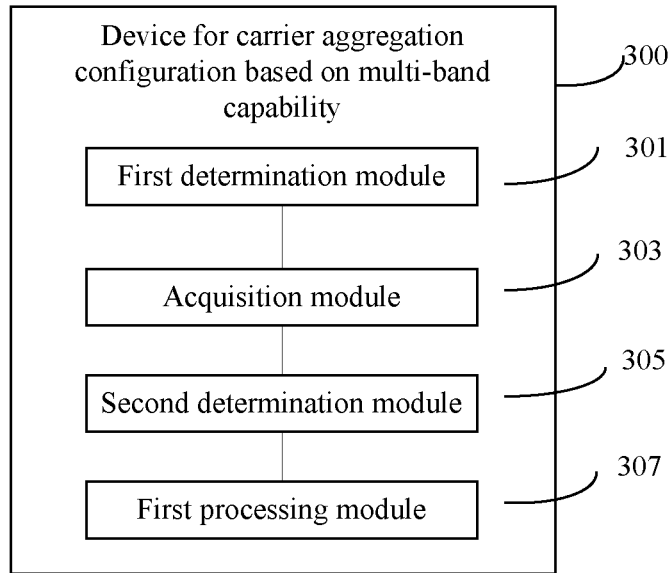 Device for carrier aggregation
configuration based on multi-band
capability
300
First determination module
301
Acquisition module
303
Second determination module
305
First processing module
307